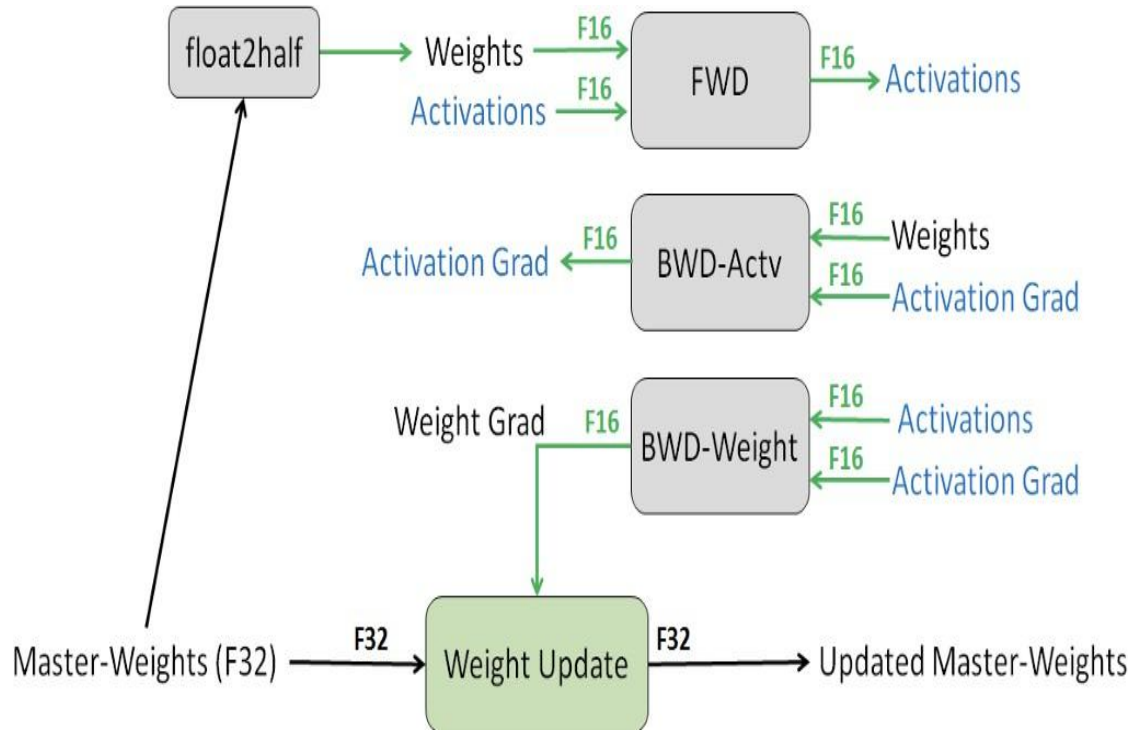 float2half
Weights
F16
F16
Activations
FWD
F16
Activations
Activation Grad
F16
BWD-Actv
F16
Weights
F16
Activation Grad
Weight Grad
F16
BWD-Weight
F16
Activations
F16
Activation Grad
Master-Weights (F32)
F32
Weight Update
F32
Updated Master-Weights